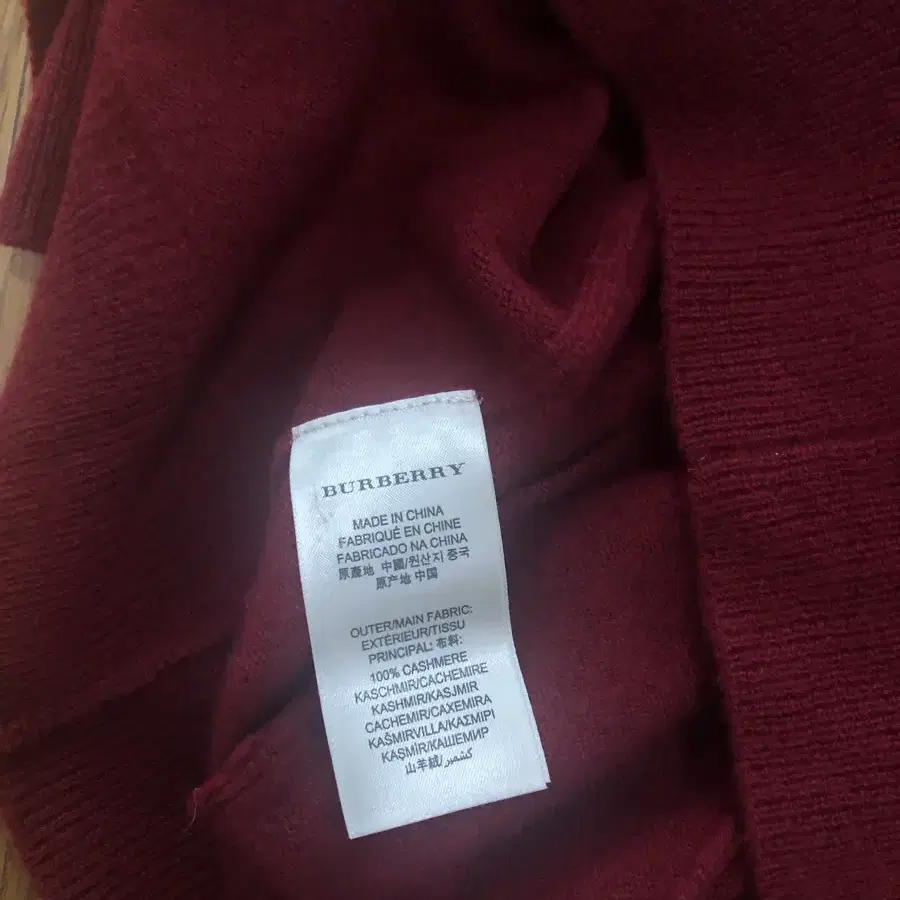 BURBERRY
MADE IN CHINA
FABRIQUÉ EN CHINE
FABRICADO NA CHINA
原產地 中國/원산지 중국
原产地 中国
OUTER/MAIN FABRIC:
EXTÉRIEUR/TISSU
PRINCIPAL: 布料:
100% CASHMERE
KASCHMIR/CACHEMIRE
KASHMIR/KASJMIR
CACHEMIR/CAXEMIRA
KAŠMIRVILLA/ΚΑΣΜΙΡΙ
KAŞMİR/КАШЕМИР
山羊絨/كشمير